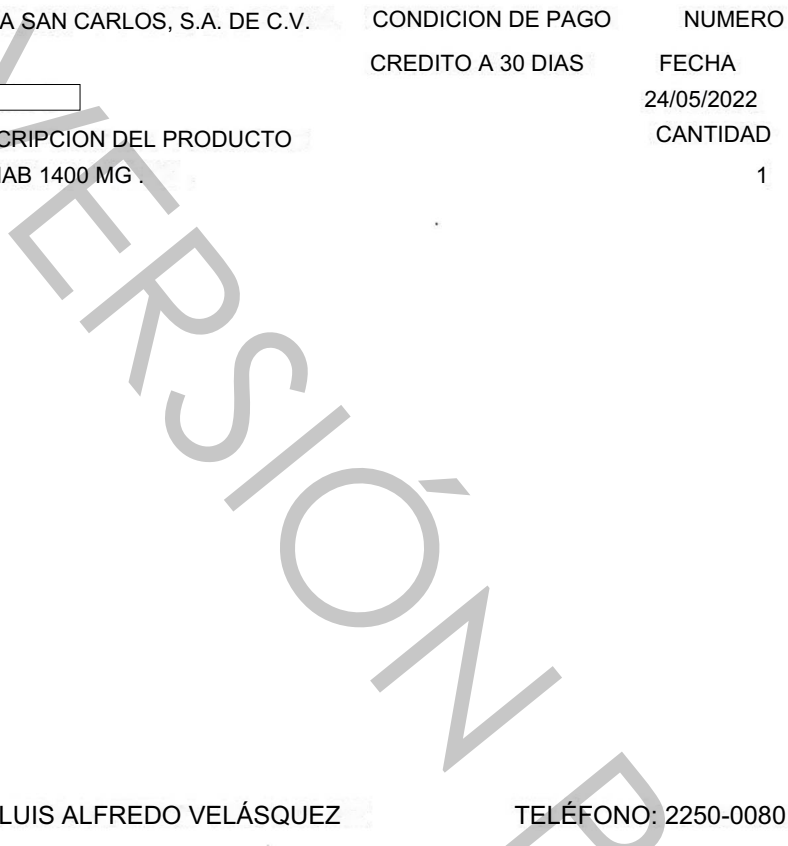 A SAN CARLOS, S.A. DE C.V. CONDICION DE PAGO NUMERO
CREDITO A 30 DIAS FECHA
24/05/2022
CRIPCION DEL PRODUCTO CANTIDAD
AB 1400 MG . 1
VERSIÓN P
LUIS ALFREDO VELÁSQUEZ TELÉFONO: 2250-0080